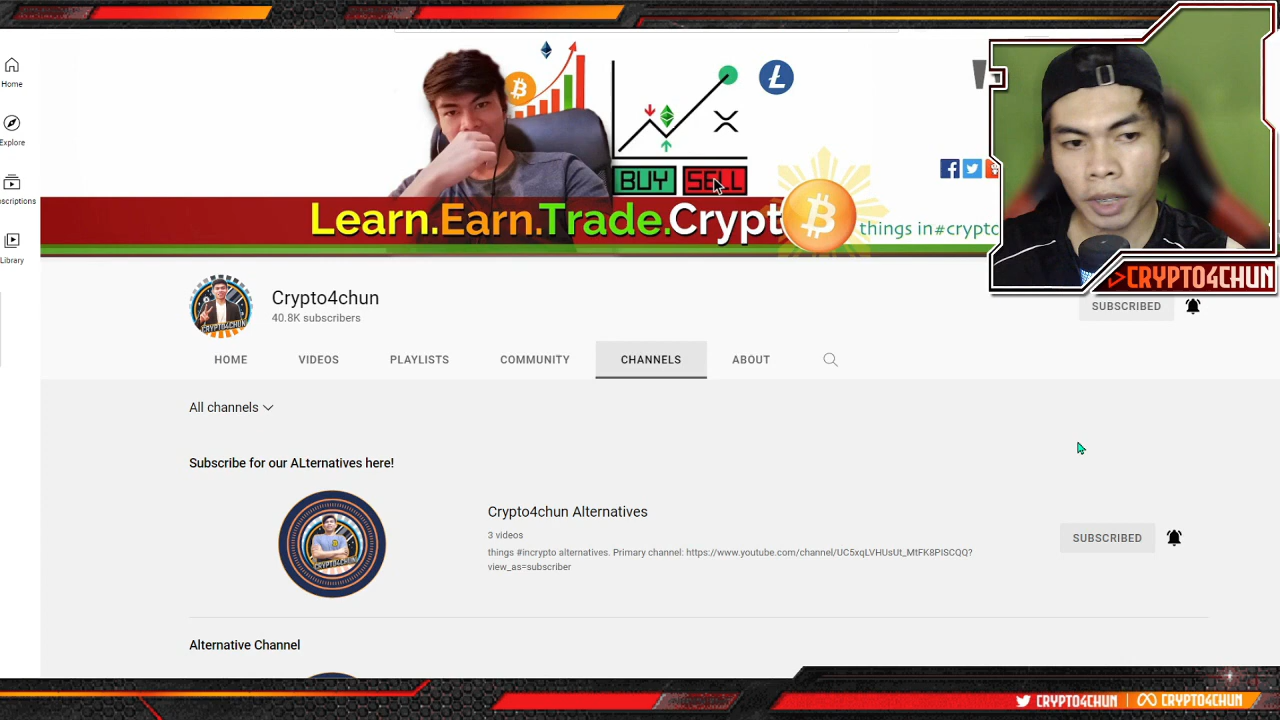 Home
Explore
scriptions
Library
BUY
SELL
Learn.Earn.Trade.Crypt
things in#crypto
CRYPTO4CHUN
Crypto4chun
40.8K subscribers
SUBSCRIBED
HOME
VIDEOS
PLAYLISTS
COMMUNITY
CHANNELS
ABOUT
All channels
Subscribe for our ALternatives here!
Crypto4chun Alternatives
3 videos
things #incrypto alternatives. Primary channel: https://www.youtube.com/channel/UC5xqLVHUsUt_MtFK8PISCQQ?
view_as=subscriber
SUBSCRIBED
Alternative Channel
CRYPTO4CHUN
CRYPTO4CHUN